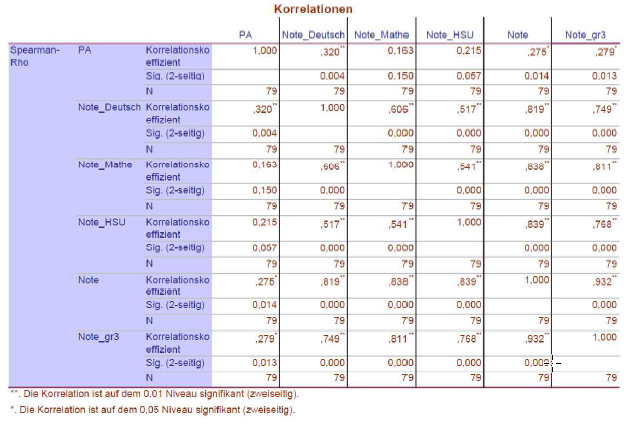 Korrelationen
PA Note_Deutsch Note_Mathe Note_HSU Note Note_gr3
Spearman-Rho PA Korrelationskoeffizient 1,000 ,320** 0,163 0,215 ,275* ,279*
Sig. (2-seitig) 0,004 0,150 0,057 0,014 0,013
N 79 79 79 79 79 79
Note_Deutsch Korrelationskoeffizient ,320** 1,000 ,606** ,517** ,819** ,749**
Sig. (2-seitig) 0,004 0,000 0,000 0,000 0,000
N 79 79 79 79 79 79
Note_Mathe Korrelationskoeffizient 0,163 ,606** 1,000 ,541** ,838** ,811**
Sig. (2-seitig) 0,150 0,000 0,000 0,000 0,000
N 79 79 79 79 79 79
Note_HSU Korrelationskoeffizient 0,215 ,517** ,541** 1,000 ,839** ,768**
Sig. (2-seitig) 0,057 0,000 0,000 0,000 0,000
N 79 79 79 79 79 79
Note Korrelationskoeffizient ,275* ,819** ,838** ,839** 1,000 ,932**
Sig. (2-seitig) 0,014 0,000 0,000 0,000 0,000
N 79 79 79 79 79 79
Note_gr3 Korrelationskoeffizient ,279* ,749** ,811** ,768** ,932** 1,000
Sig. (2-seitig) 0,013 0,000 0,000 0,000 0,000
N 79 79 79 79 79 79
**. Die Korrelation ist auf dem 0,01 Niveau signifikant (zweiseitig).
*. Die Korrelation ist auf dem 0,05 Niveau signifikant (zweiseitig).